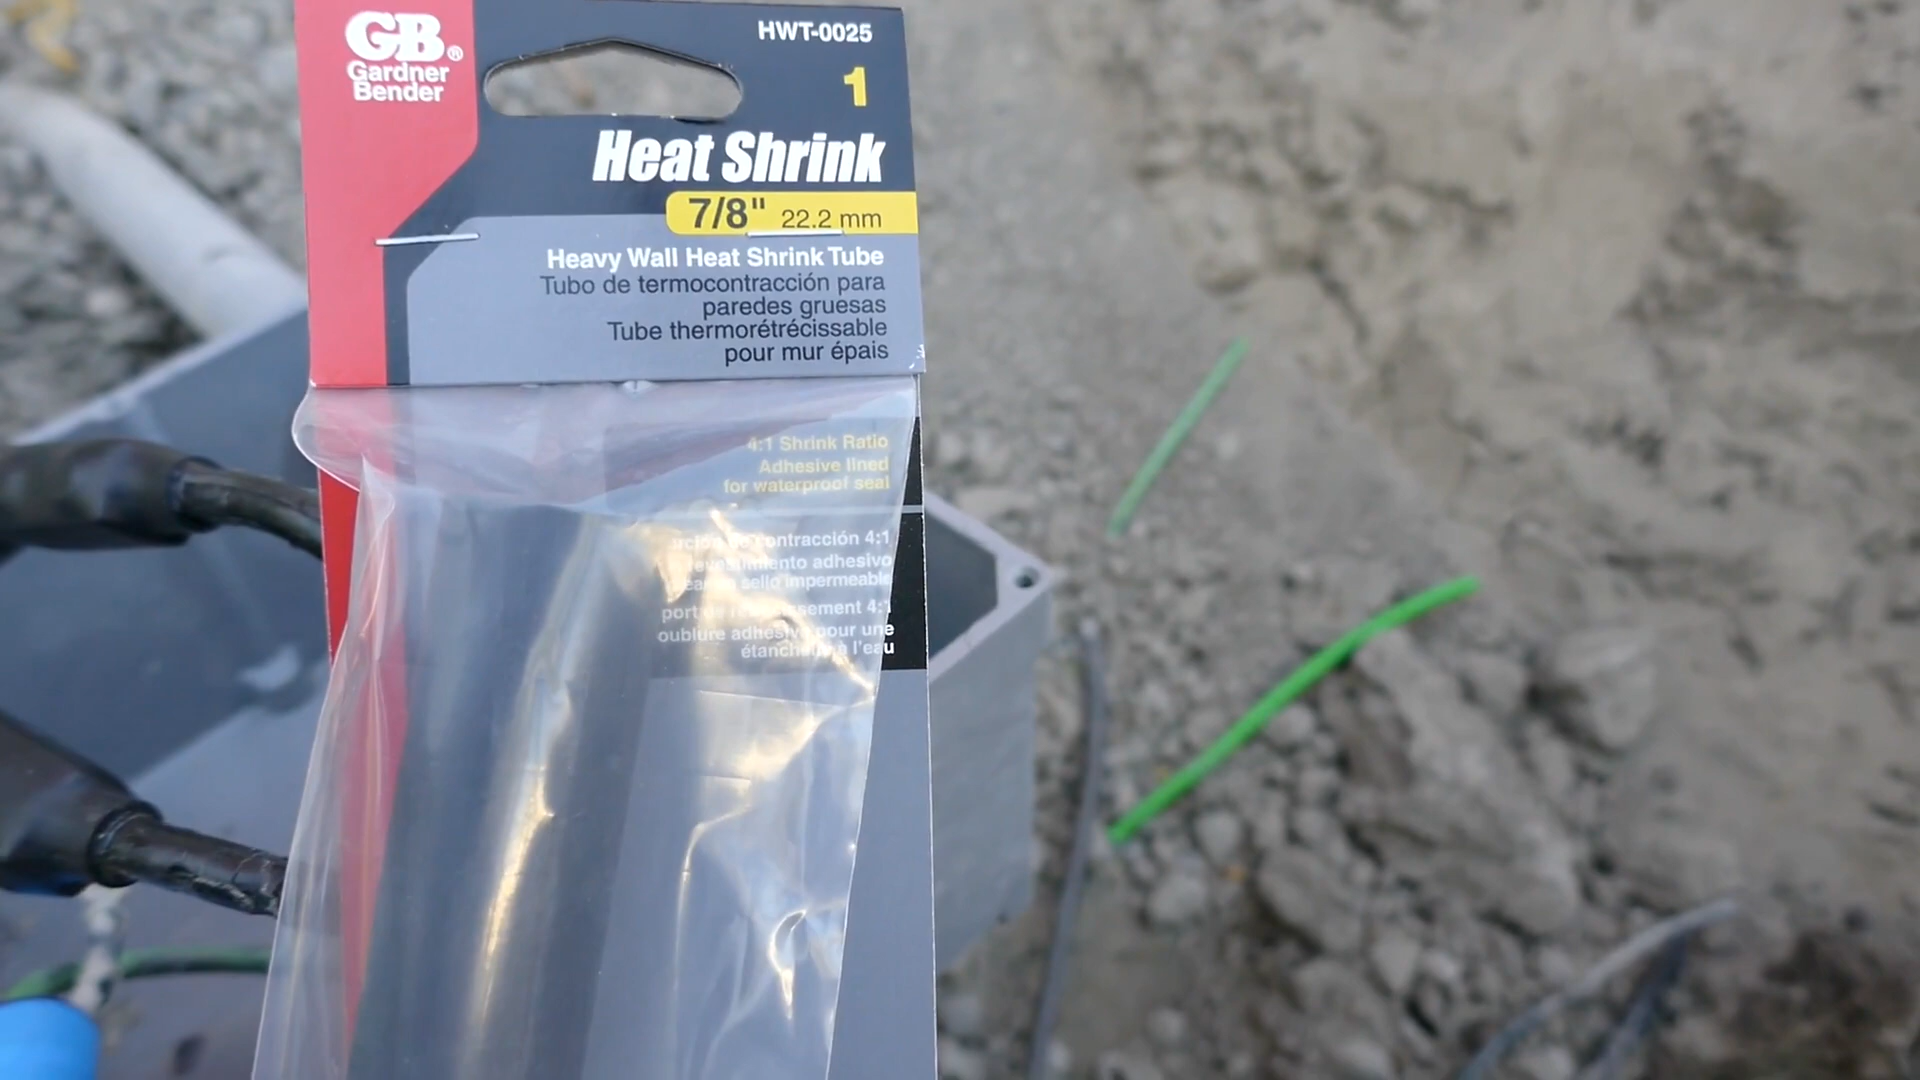 GB®
Gardner
Bender
HWT-0025
1
Heat Shrink
7/8" 22.2 mm
Heavy Wall Heat Shrink Tube
Tubo de termocontracción para
paredes gruesas
Tube thermorétrécissable
pour mur épais
4:1 Shrink Ratio
Adhesive lined
for waterproof seal
contracción 4:1
adhesivo
sello impermeable
4:1
adhésive pour une
à l'eau